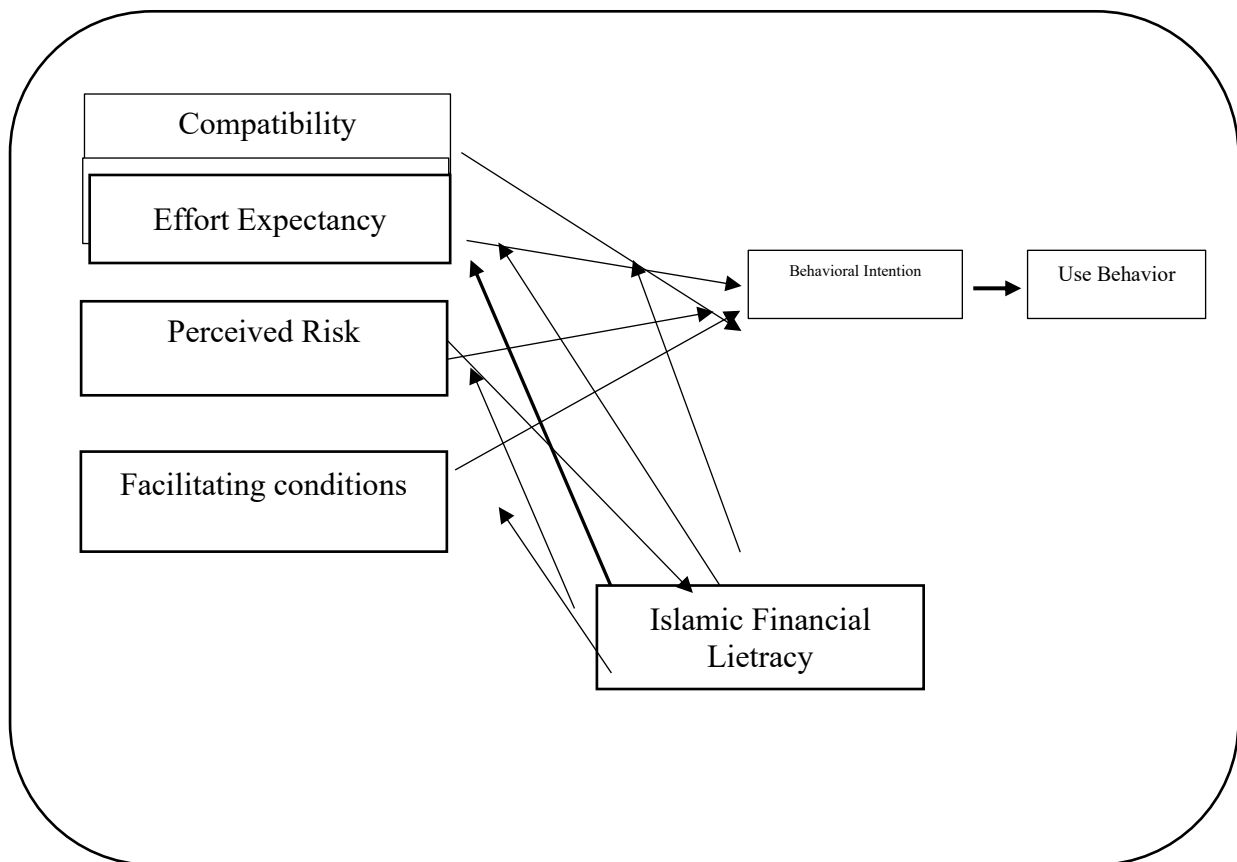 Compatibility
Effort Expectancy
Perceived Risk
Facilitating conditions
Behavioral Intention
Use Behavior
Islamic Financial
Lietracy